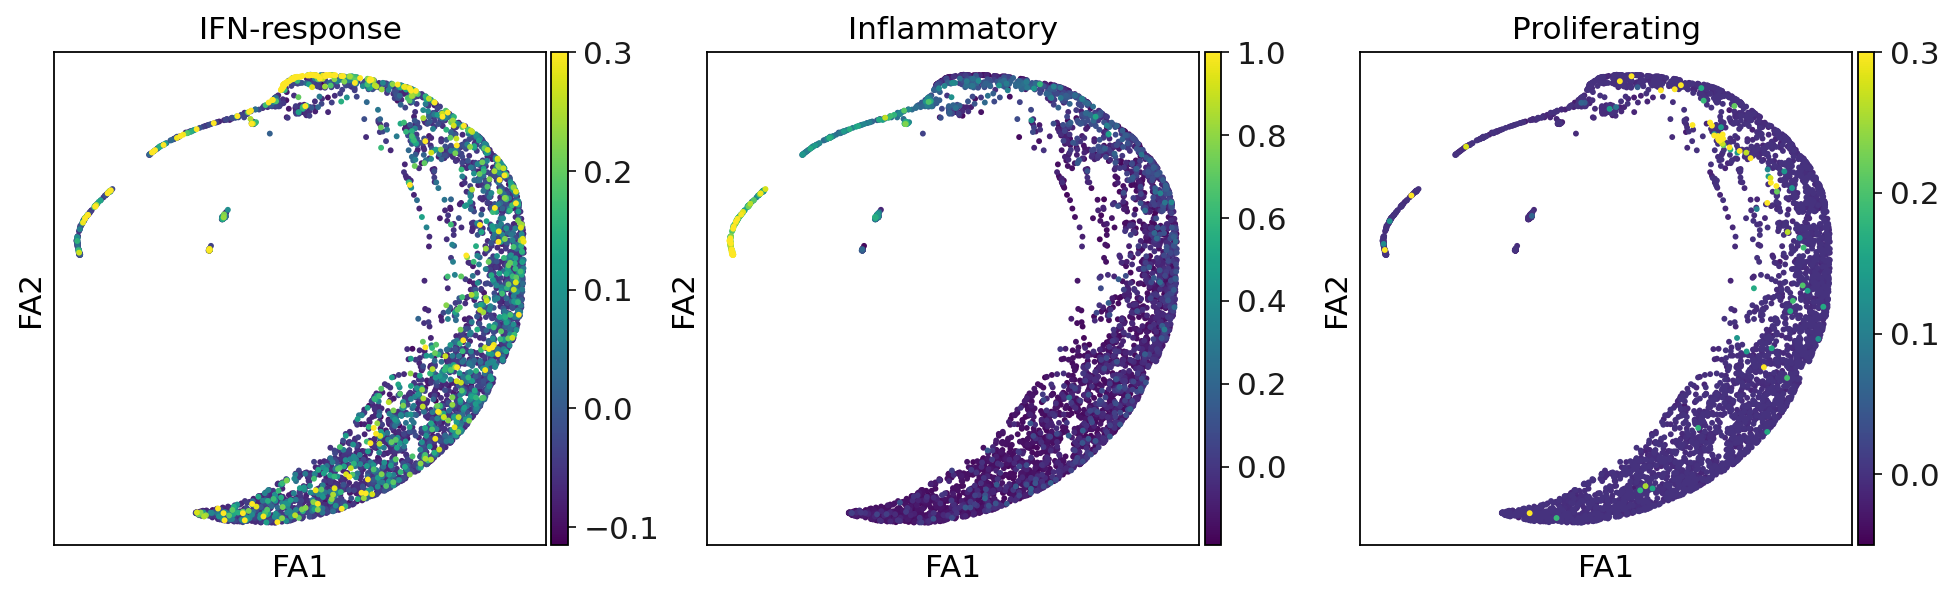 IFN-response
0.3
0.2
0.1
0.0
−0.1
FA2
FA1
Inflammatory
1.0
0.8
0.6
0.4
0.2
0.0
FA2
FA1
Proliferating
0.3
0.2
0.1
0.0
FA2
FA1